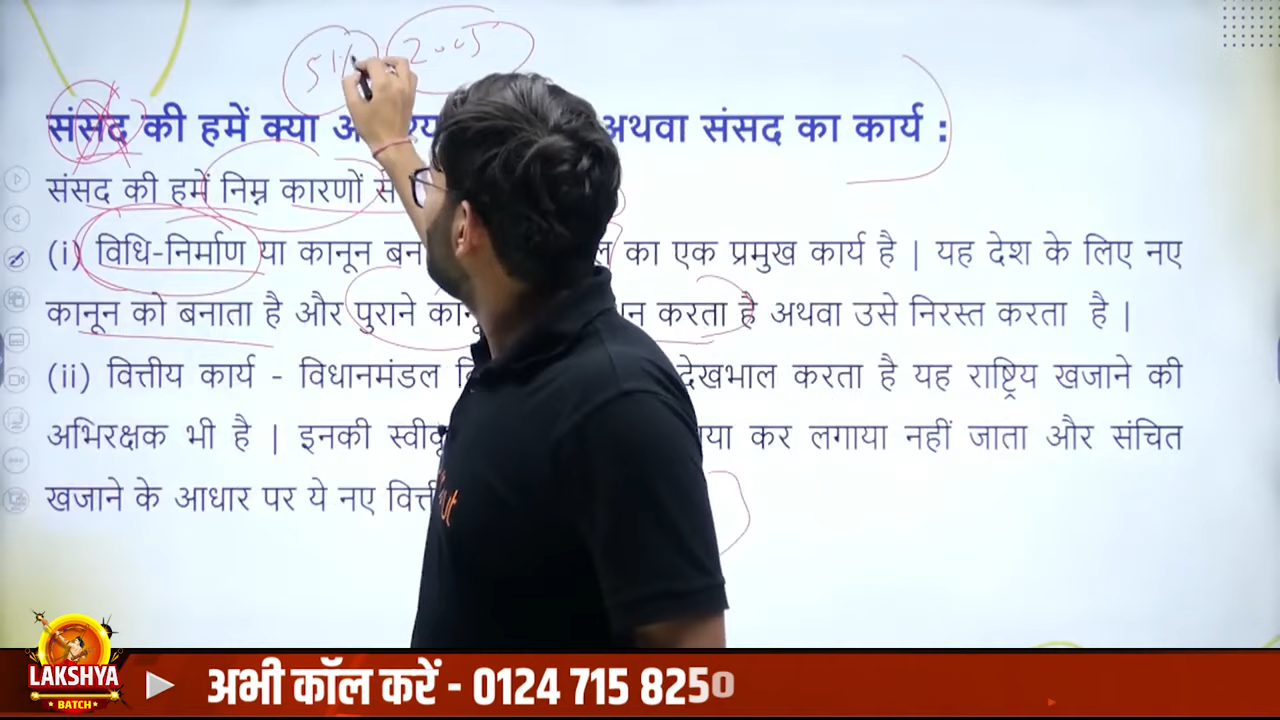 2005
संसद की हमें क्या अथवा संसद का कार्य :
संसद की हमें निम्न कारणों
(i) विधि-निर्माण या कानून का एक प्रमुख कार्य है | यह देश के लिए नए
कानून को बनाता है और पुराने करता है अथवा उसे निरस्त करता है |
(ii) वित्तीय कार्य - विधानमंडल देखभाल करता है यह राष्ट्रिय खजाने की
अभिरक्षक भी है | इनकी कर लगाया नहीं जाता और संचित
खजाने के आधार पर ये नए
LAKSHYA
BATCH
अभी कॉल करें - 0124 715 8250